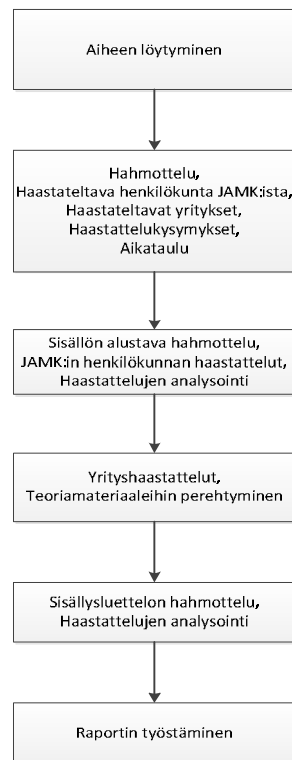 Aiheen löytyminen
Hahmottelu,
Haastateltava henkilökunta JAMK:ista,
Haastateltavat yritykset,
Haastattelukysymykset,
Aikataulu
Sisällön alustava hahmottelu,
JAMK:in henkilökunnan haastattelut,
Haastattelujen analysointi
Yrityshaastattelut,
Teoriamateriaaleihin perehtyminen
Sisällysluettelon hahmottelu,
Haastattelujen analysointi
Raportin työstäminen